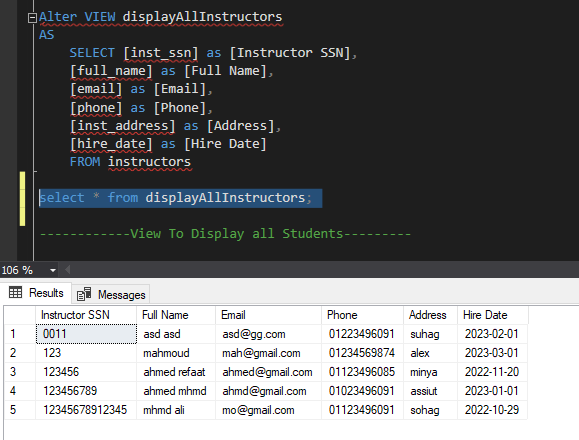 Alter VIEW displayAllInstructors
AS
SELECT [inst_ssn] as [Instructor SSN],
[full_name] as [Full Name],
[email] as [Email],
[phone] as [Phone],
[inst_address] as [Address],
[hire_date] as [Hire Date]
FROM instructors
select * from displayAllInstructors;
------------View To Display all Students---------
106 %
Results Messages
Instructor SSN Full Name Email Phone Address Hire Date
1 0011 asd asd asd@gg.com 01223496091 suhag 2023-02-01
2 123 mahmoud mah@gmail.com 01234569874 alex 2023-03-01
3 123456 ahmed refaat ahmed@gmail.com 01123496085 minya 2022-11-20
4 123456789 ahmed mhmd ahmd@gmail.com 01023496091 assiut 2023-01-01
5 12345678912345 mhmd ali mo@gmail.com 01123496091 sohag 2022-10-29